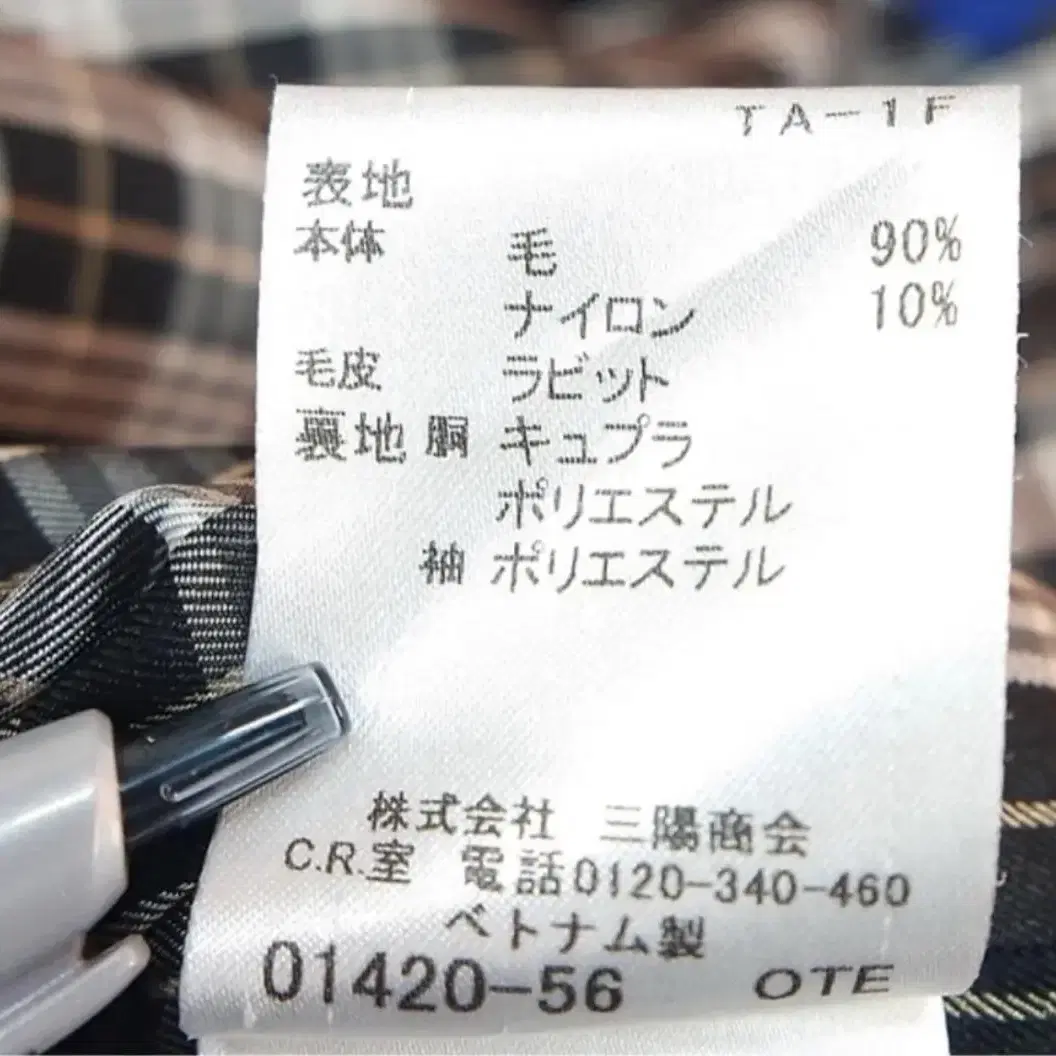 TA-1F
表地
本体 毛 90%
ナイロン 10%
毛皮 ラビット
裏地 胴 キュプラ
ポリエステル
袖 ポリエステル
株式会社 三陽商会
C.R.室 電話0120-340-460
ベトナム製
01420-56 OTE